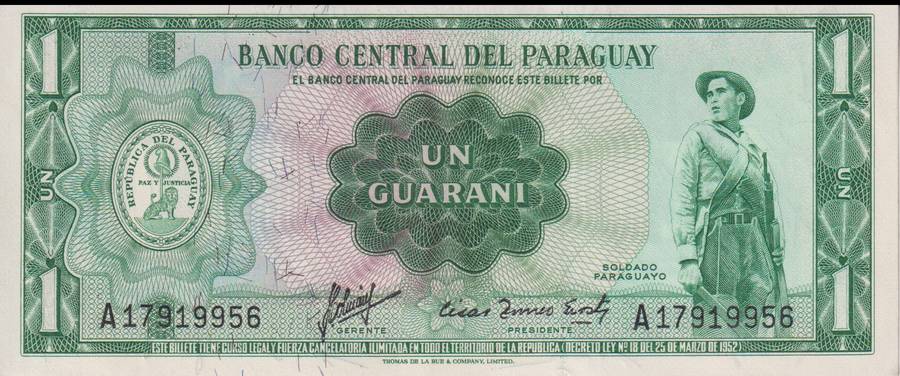 1
1
BANCO CENTRAL DEL PARAGUAY
EL BANCO CENTRAL DEL PARAGUAY RECONOCE ESTE BILLETE POR
REPUBLICA DEL PARAGUAY
PAZ Y JUSTICIA
UN
UN
UN
GUARANI
SOLDADO
PARAGUAYO
1
A17919956
GERENTE
PRESIDENTE
A17919956
1
ESTE BILLETE TIENE CURSO LEGAL Y FUERZA CANCELATORIA ILIMITADA EN TODO EL TERRITORIO DE LA REPUBLICA (DECRETO LEY Nº 18 DEL 25 DE MARZO DE 1952)
THOMAS DE LA RUE & COMPANY, LIMITED.